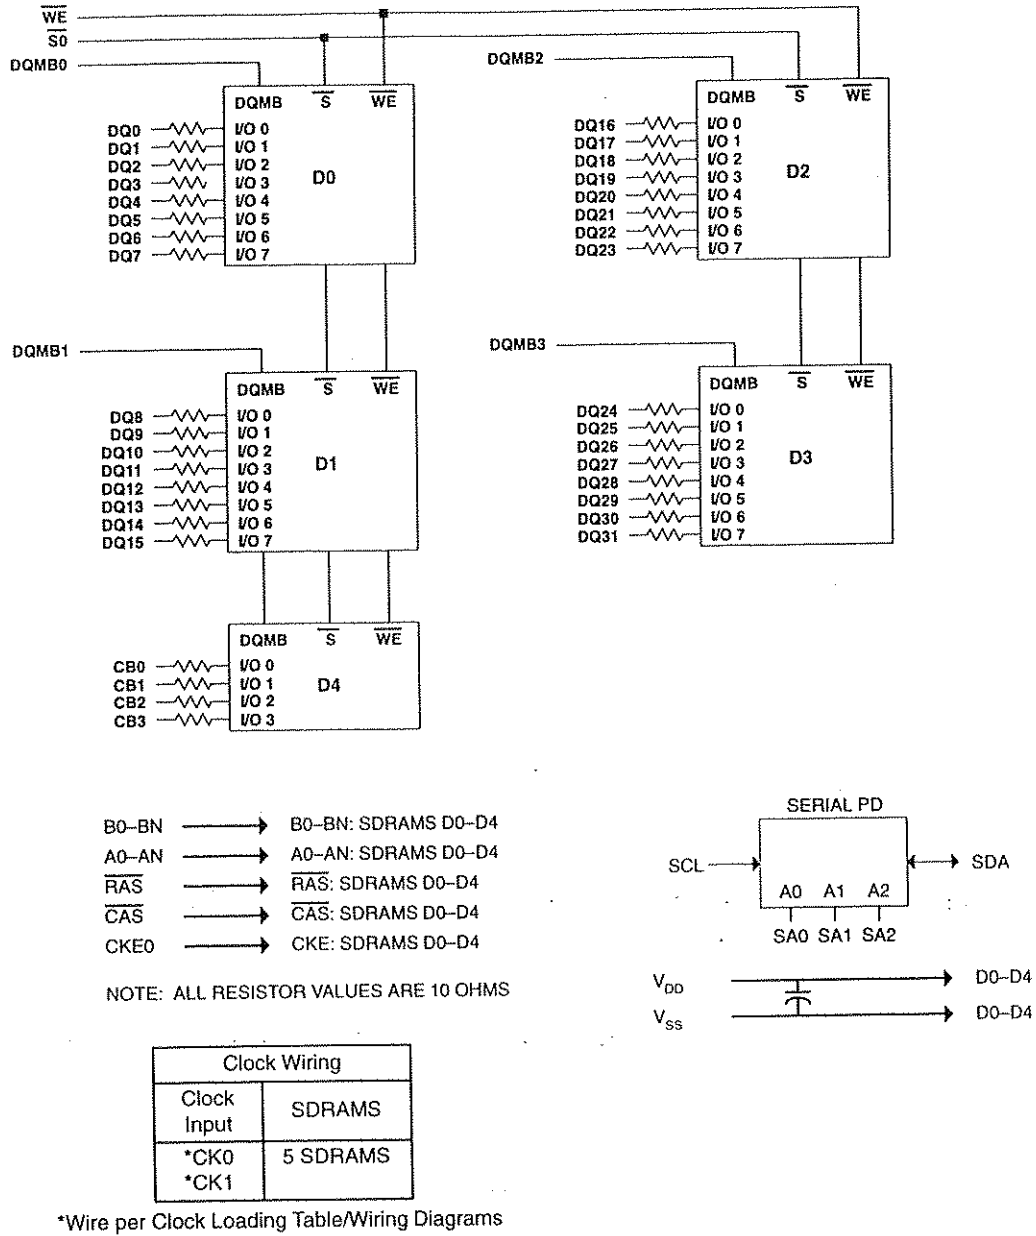 WE
S0
DQMB0
DQMB S WE
DQ0 I/O 0
DQ1 I/O 1
DQ2 I/O 2
DQ3 I/O 3
DQ4 I/O 4
DQ5 I/O 5
DQ6 I/O 6
DQ7 I/O 7
D0
DQMB2
DQMB S WE
DQ16 I/O 0
DQ17 I/O 1
DQ18 I/O 2
DQ19 I/O 3
DQ20 I/O 4
DQ21 I/O 5
DQ22 I/O 6
DQ23 I/O 7
D2
DQMB1
DQMB S WE
DQ8 I/O 0
DQ9 I/O 1
DQ10 I/O 2
DQ11 I/O 3
DQ12 I/O 4
DQ13 I/O 5
DQ14 I/O 6
DQ15 I/O 7
D1
DQMB3
DQMB S WE
DQ24 I/O 0
DQ25 I/O 1
DQ26 I/O 2
DQ27 I/O 3
DQ28 I/O 4
DQ29 I/O 5
DQ30 I/O 6
DQ31 I/O 7
D3
DQMB S WE
CB0 I/O 0
CB1 I/O 1
CB2 I/O 2
CB3 I/O 3
D4
B0–BN B0–BN: SDRAMS D0–D4
A0–AN A0–AN: SDRAMS D0–D4
RAS RAS: SDRAMS D0–D4
CAS CAS: SDRAMS D0–D4
CKE0 CKE: SDRAMS D0–D4
NOTE: ALL RESISTOR VALUES ARE 10 OHMS
SERIAL PD
SCL SDA
A0 A1 A2
SA0 SA1 SA2
VDD D0–D4
VSS D0–D4
Clock Wiring
Clock Input SDRAMS
*CK0 5 SDRAMS
*CK1
*Wire per Clock Loading Table/Wiring Diagrams